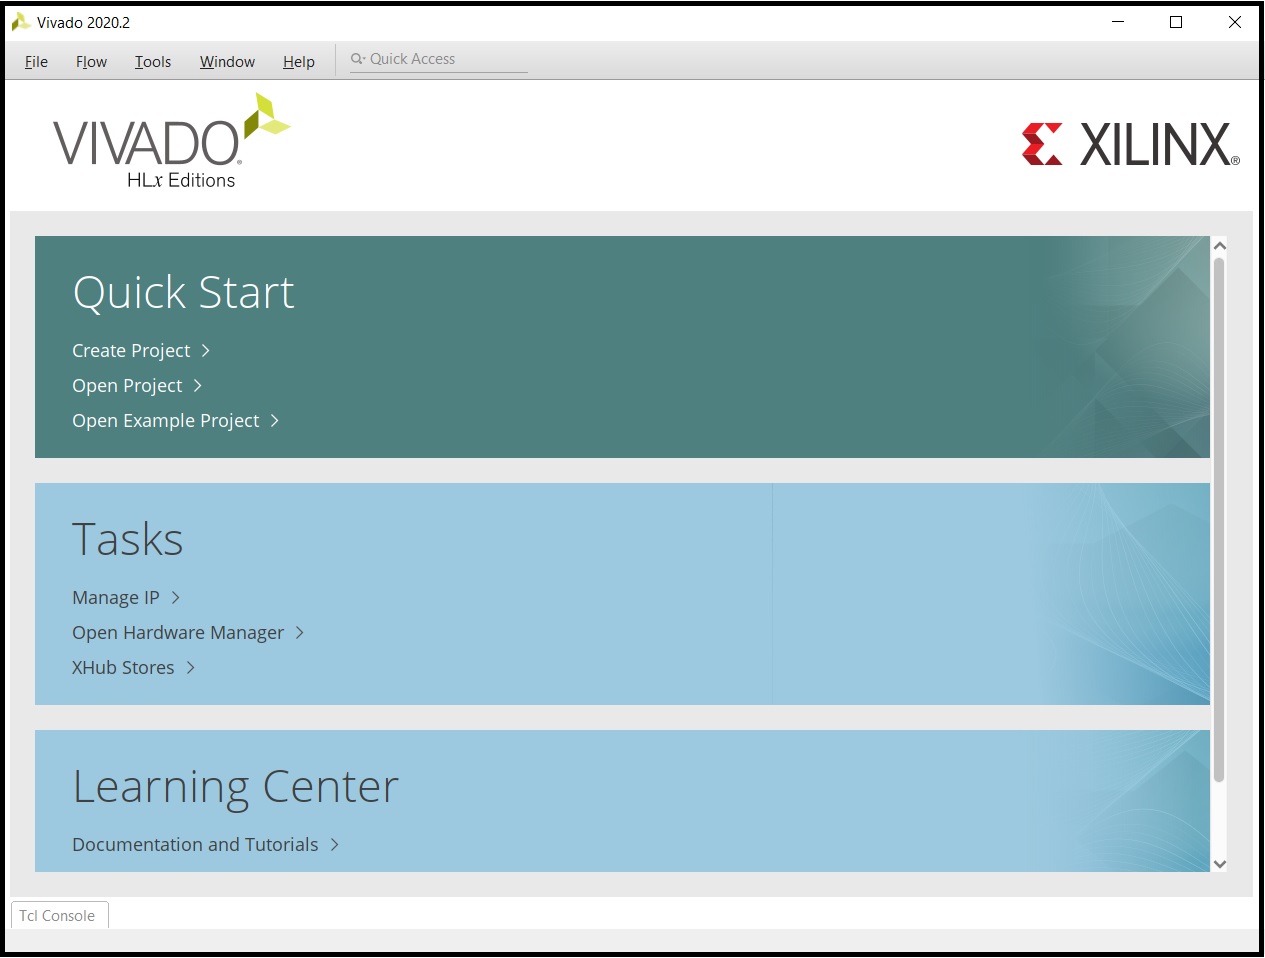 Vivado 2020.2
File Flow Tools Window Help Quick Access
VIVADO®
HLx Editions
XILINX®
Quick Start
Create Project >
Open Project >
Open Example Project >
Tasks
Manage IP >
Open Hardware Manager >
XHub Stores >
Learning Center
Documentation and Tutorials >
Tcl Console